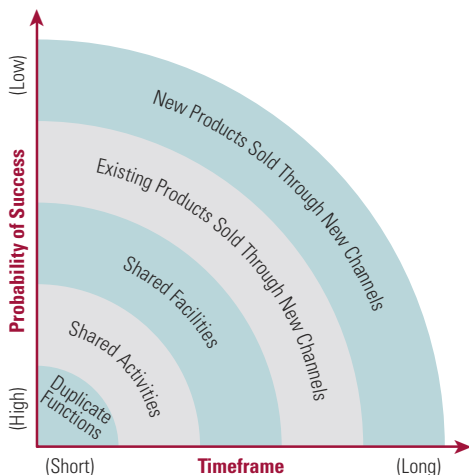 (Low)
Probability of Success
(High)
New Products Sold Through New Channels
Existing Products Sold Through New Channels
Shared Facilities
Shared Activities
Duplicate
Functions
(Short)
Timeframe
(Long)